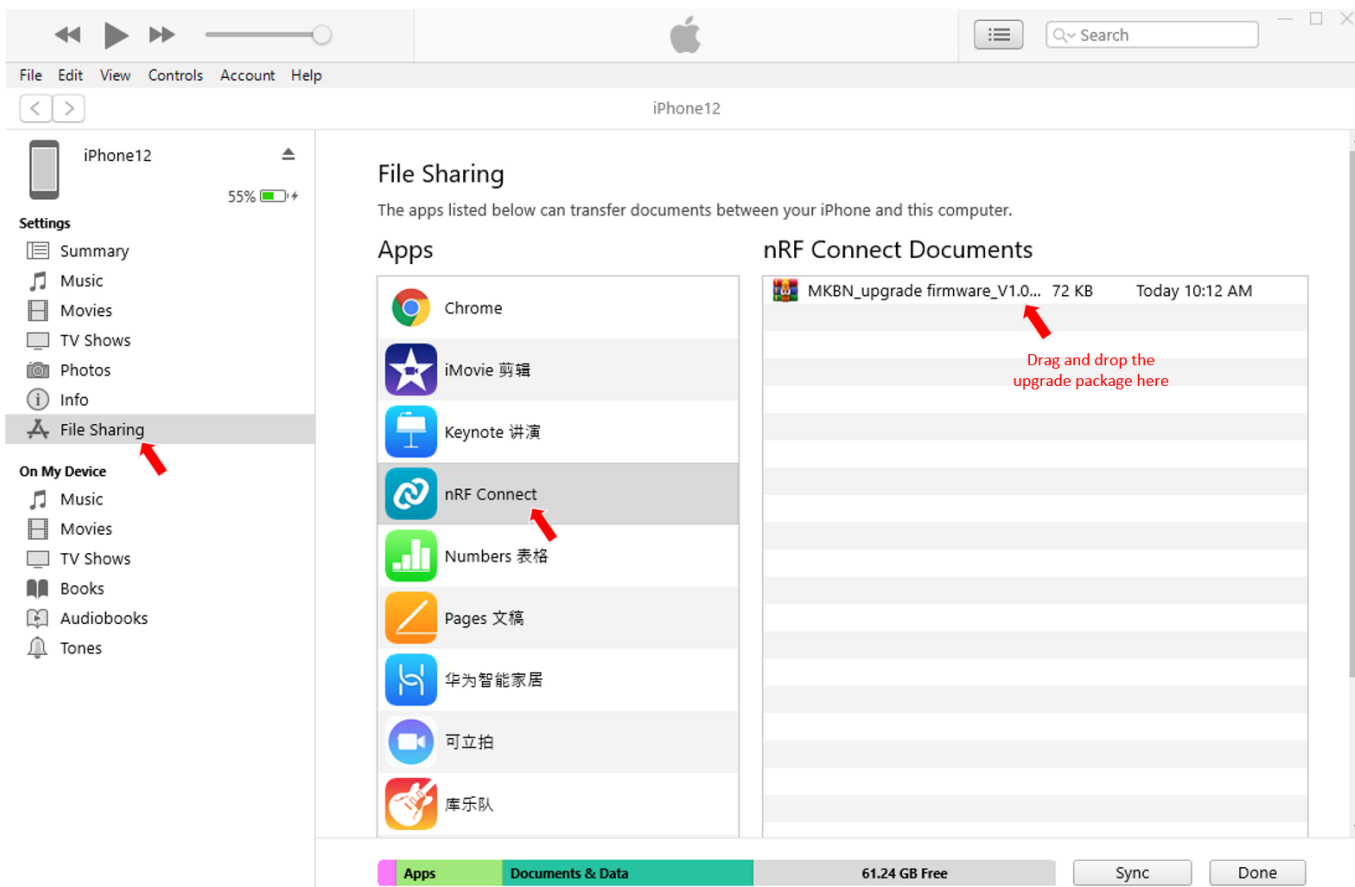 Search
File Edit View Controls Account Help
iPhone12
iPhone12
55%
Settings
Summary
Music
Movies
TV Shows
Photos
Info
File Sharing
On My Device
Music
Movies
TV Shows
Books
Audiobooks
Tones
File Sharing
The apps listed below can transfer documents between your iPhone and this computer.
Apps
Chrome
iMovie 剪辑
Keynote 讲演
nRF Connect
Numbers 表格
Pages 文稿
华为智能家居
可立拍
库乐队
nRF Connect Documents
MKBN_upgrade firmware_V1.0... 72 KB Today 10:12 AM
Drag and drop the
upgrade package here
Apps Documents & Data 61.24 GB Free Sync Done